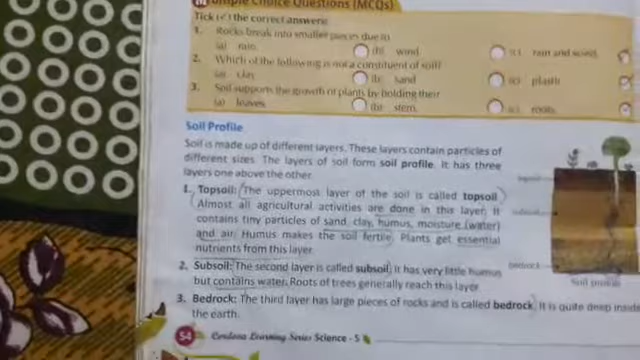 Multiple Choice Questions (MCQs)
Tick (✓) the correct answers:
1. Rocks break into smaller pieces due to
(a) rain. (b) wind. (c) rain and wind.
2. Which of the following is not a constituent of soil?
(a) clay (b) sand (c) plastic
3. Soil supports the growth of plants by holding their
(a) leaves. (b) stem. (c) roots.
Soil Profile
Soil is made up of different layers. These layers contain particles of
different sizes. The layers of soil form soil profile. It has three
layers one above the other.
1. Topsoil: The uppermost layer of the soil is called topsoil.
Almost all agricultural activities are done in this layer. It
contains tiny particles of sand, clay, humus, moisture (water)
and air. Humus makes the soil fertile. Plants get essential
nutrients from this layer.
topsoil
subsoil
bedrock
Soil profile
2. Subsoil: The second layer is called subsoil. It has very little humus
but contains water. Roots of trees generally reach this layer.
3. Bedrock: The third layer has large pieces of rocks and is called bedrock. It is quite deep inside
the earth.
54 Cordova Learning Series Science - 5